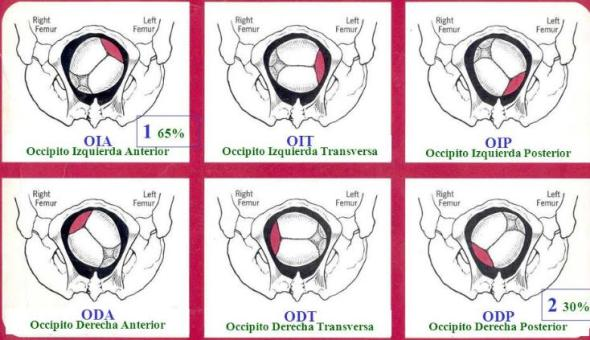 Right Femur
Left Femur
OIA
1 65%
Occipito Izquierda Anterior
Right Femur
Left Femur
OIT
Occipito Izquierda Transversa
Right Femur
Left Femur
OIP
Occipito Izquierda Posterior
Right Femur
Left Femur
ODA
Occipito Derecha Anterior
Right Femur
Left Femur
ODT
Occipito Derecha Transversa
Right Femur
Left Femur
ODP
2 30%
Occipito Derecha Posterior